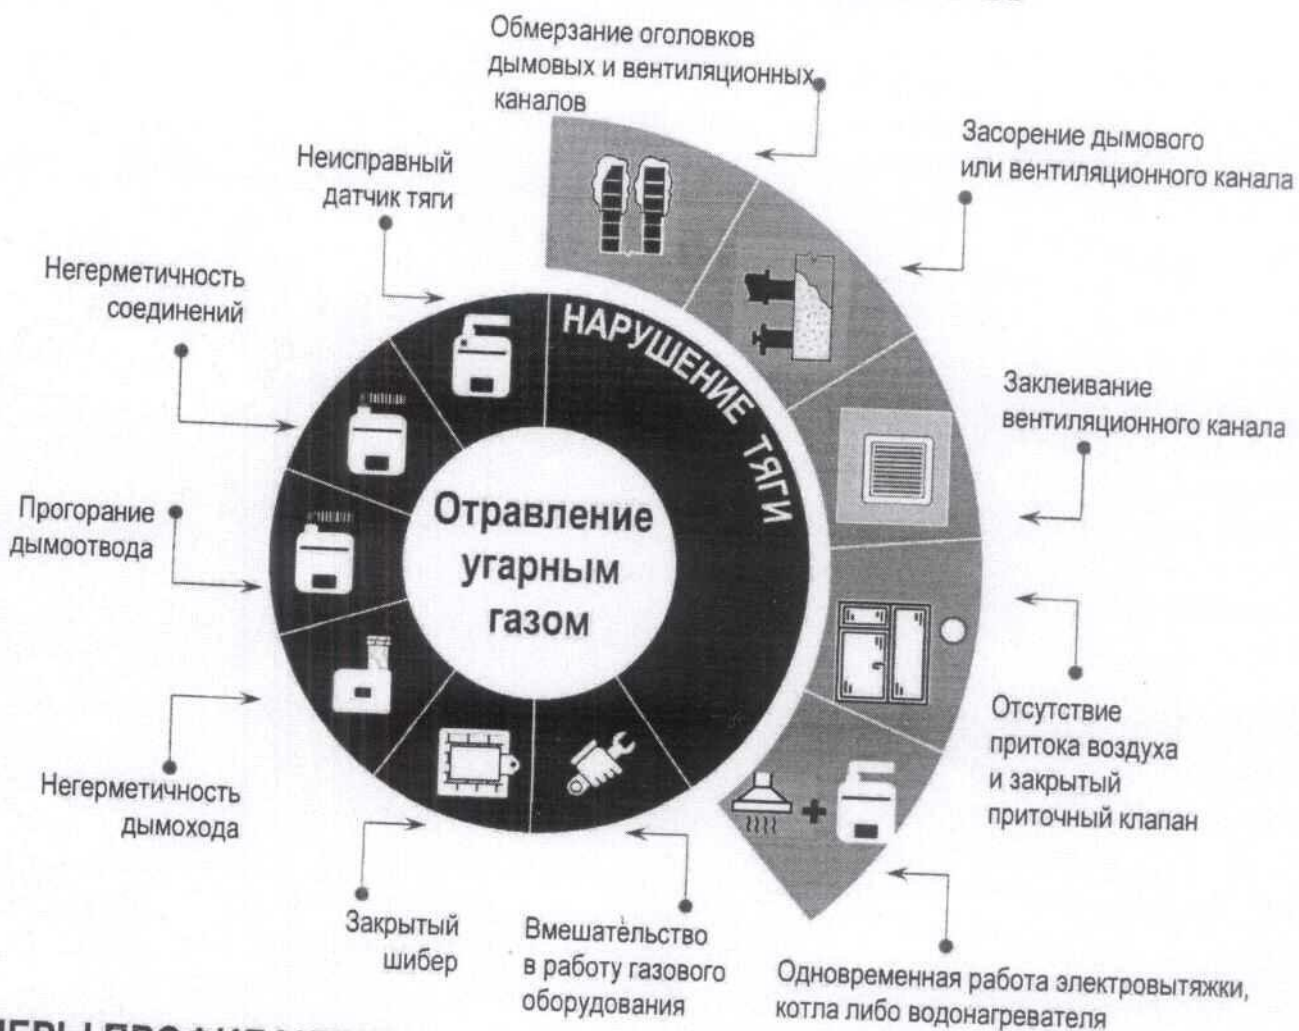 Обмерзание оголовков
дымовых и вентиляционных
каналов
Засорение дымового
или вентиляционного канала
Неисправный
датчик тяги
Негерметичность
соединений
НАРУШЕНИЕ ТЯГИ
Заклеивание
вентиляционного канала
Прогорание
дымоотвода
Отравление
угарным
газом
Отсутствие
притока воздуха
и закрытый
приточный клапан
Негерметичность
дымохода
Закрытый
шибер
Вмешательство
в работу газового
оборудования
Одновременная работа электровытяжки,
котла либо водонагревателя